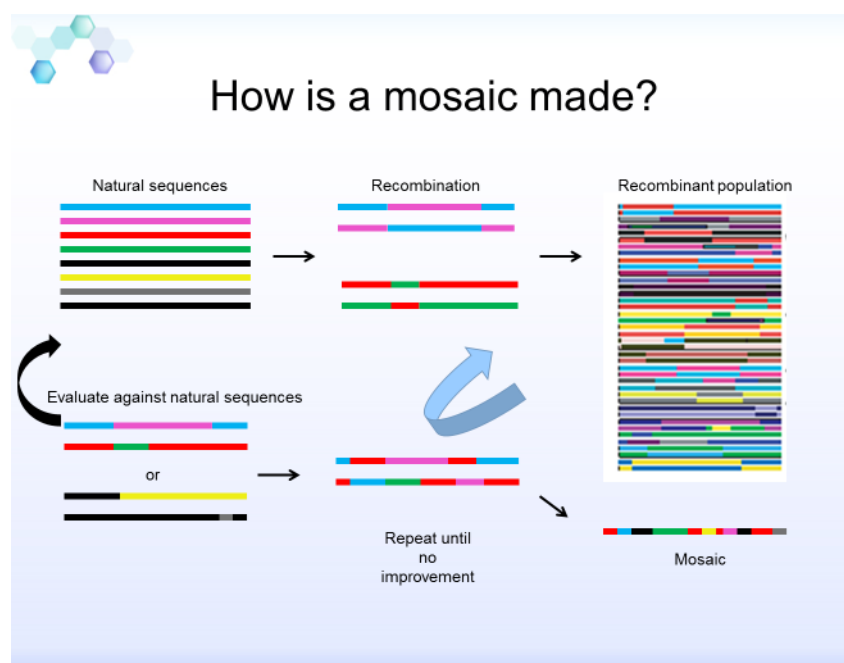 How is a mosaic made?
Natural sequences
Recombination
Recombinant population
Evaluate against natural sequences
or
Repeat until
no
improvement
Mosaic